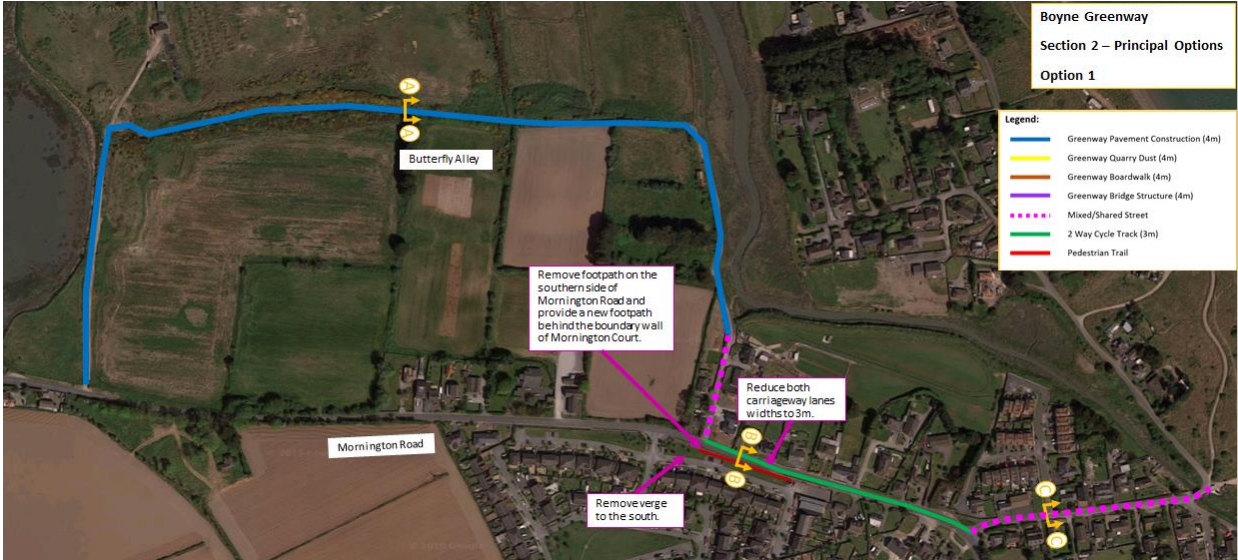 Boyne Greenway
Section 2 – Principal Options
Option 1
Legend:
Greenway Pavement Construction (4m)
Greenway Quarry Dust (4m)
Greenway Boardwalk (4m)
Greenway Bridge Structure (4m)
Mixed/Shared Street
2 Way Cycle Track (3m)
Pedestrian Trail
A
A
Butterfly Alley
Remove footpath on the
southern side of
Mornington Road and
provide a new footpath
behind the boundary wall
of Mornington Court.
Reduce both
carriageway lanes
widths to 3m.
Mornington Road
B
B
Remove verge
to the south.
C
C